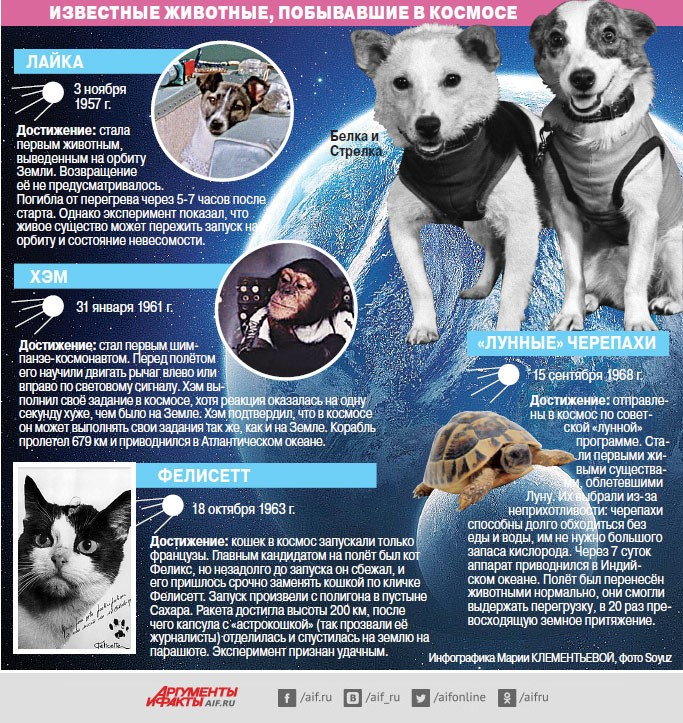 ИЗВЕСТНЫЕ ЖИВОТНЫЕ, ПОБЫВАВШИЕ В КОСМОСЕ
ЛАЙКА
3 ноября
1957 г.
Достижение: стала
первым животным,
выведенным на орбиту
Земли. Возвращение
её не предусматривалось.
Погибла от перегрева через 5-7 часов после
старта. Однако эксперимент показал, что
живое существо может пережить запуск на
орбиту и состояние невесомости.
Белка и
Стрелка
ХЭМ
31 января 1961 г.
Достижение: стал первым шим-
панзе-космонавтом. Перед полётом
его научили двигать рычаг влево или
вправо по световому сигналу. Хэм вы-
полнил своё задание в космосе, хотя реакция оказалась на одну
секунду хуже, чем было на Земле. Хэм подтвердил, что в космосе
он может выполнять свои задания так же, как и на Земле. Корабль
пролетел 679 км и приводнился в Атлантическом океане.
«ЛУННЫЕ» ЧЕРЕПАХИ
15 сентября 1968 г.
Достижение: отправле-
ны в космос по совет-
ской «лунной»
программе. Ста-
ли первыми жи-
выми существа-
ми, облетевшими
Луну. Их выбрали из-за
неприхотливости: черепахи
способны долго обходиться без
еды и воды, им не нужно большого
запаса кислорода. Через 7 суток
аппарат приводнился в Индий-
ском океане. Полёт был перенесён
животными нормально, они смогли
выдержать перегрузку, в 20 раз пре-
восходящую земное притяжение.
ФЕЛИСЕТТ
18 октября 1963 г.
Достижение: кошек в космос запускали только
французы. Главным кандидатом на полёт был кот
Феликс, но незадолго до запуска он сбежал, и
его пришлось срочно заменять кошкой по кличке
Фелисетт. Запуск произвели с полигона в пустыне
Сахара. Ракета достигла высоты 200 км, после
чего капсула с «астрокошкой» (так прозвали её
журналисты) отделилась и спустилась на землю на
парашюте. Эксперимент признан удачным.
Инфографика Марии КЛЕМЕНТЬЕВОЙ, фото Soyuz
АРГУМЕНТЫ
И ФАКТЫ AIF.RU
/aif.ru
/aif_ru
/aifonline
/aifru